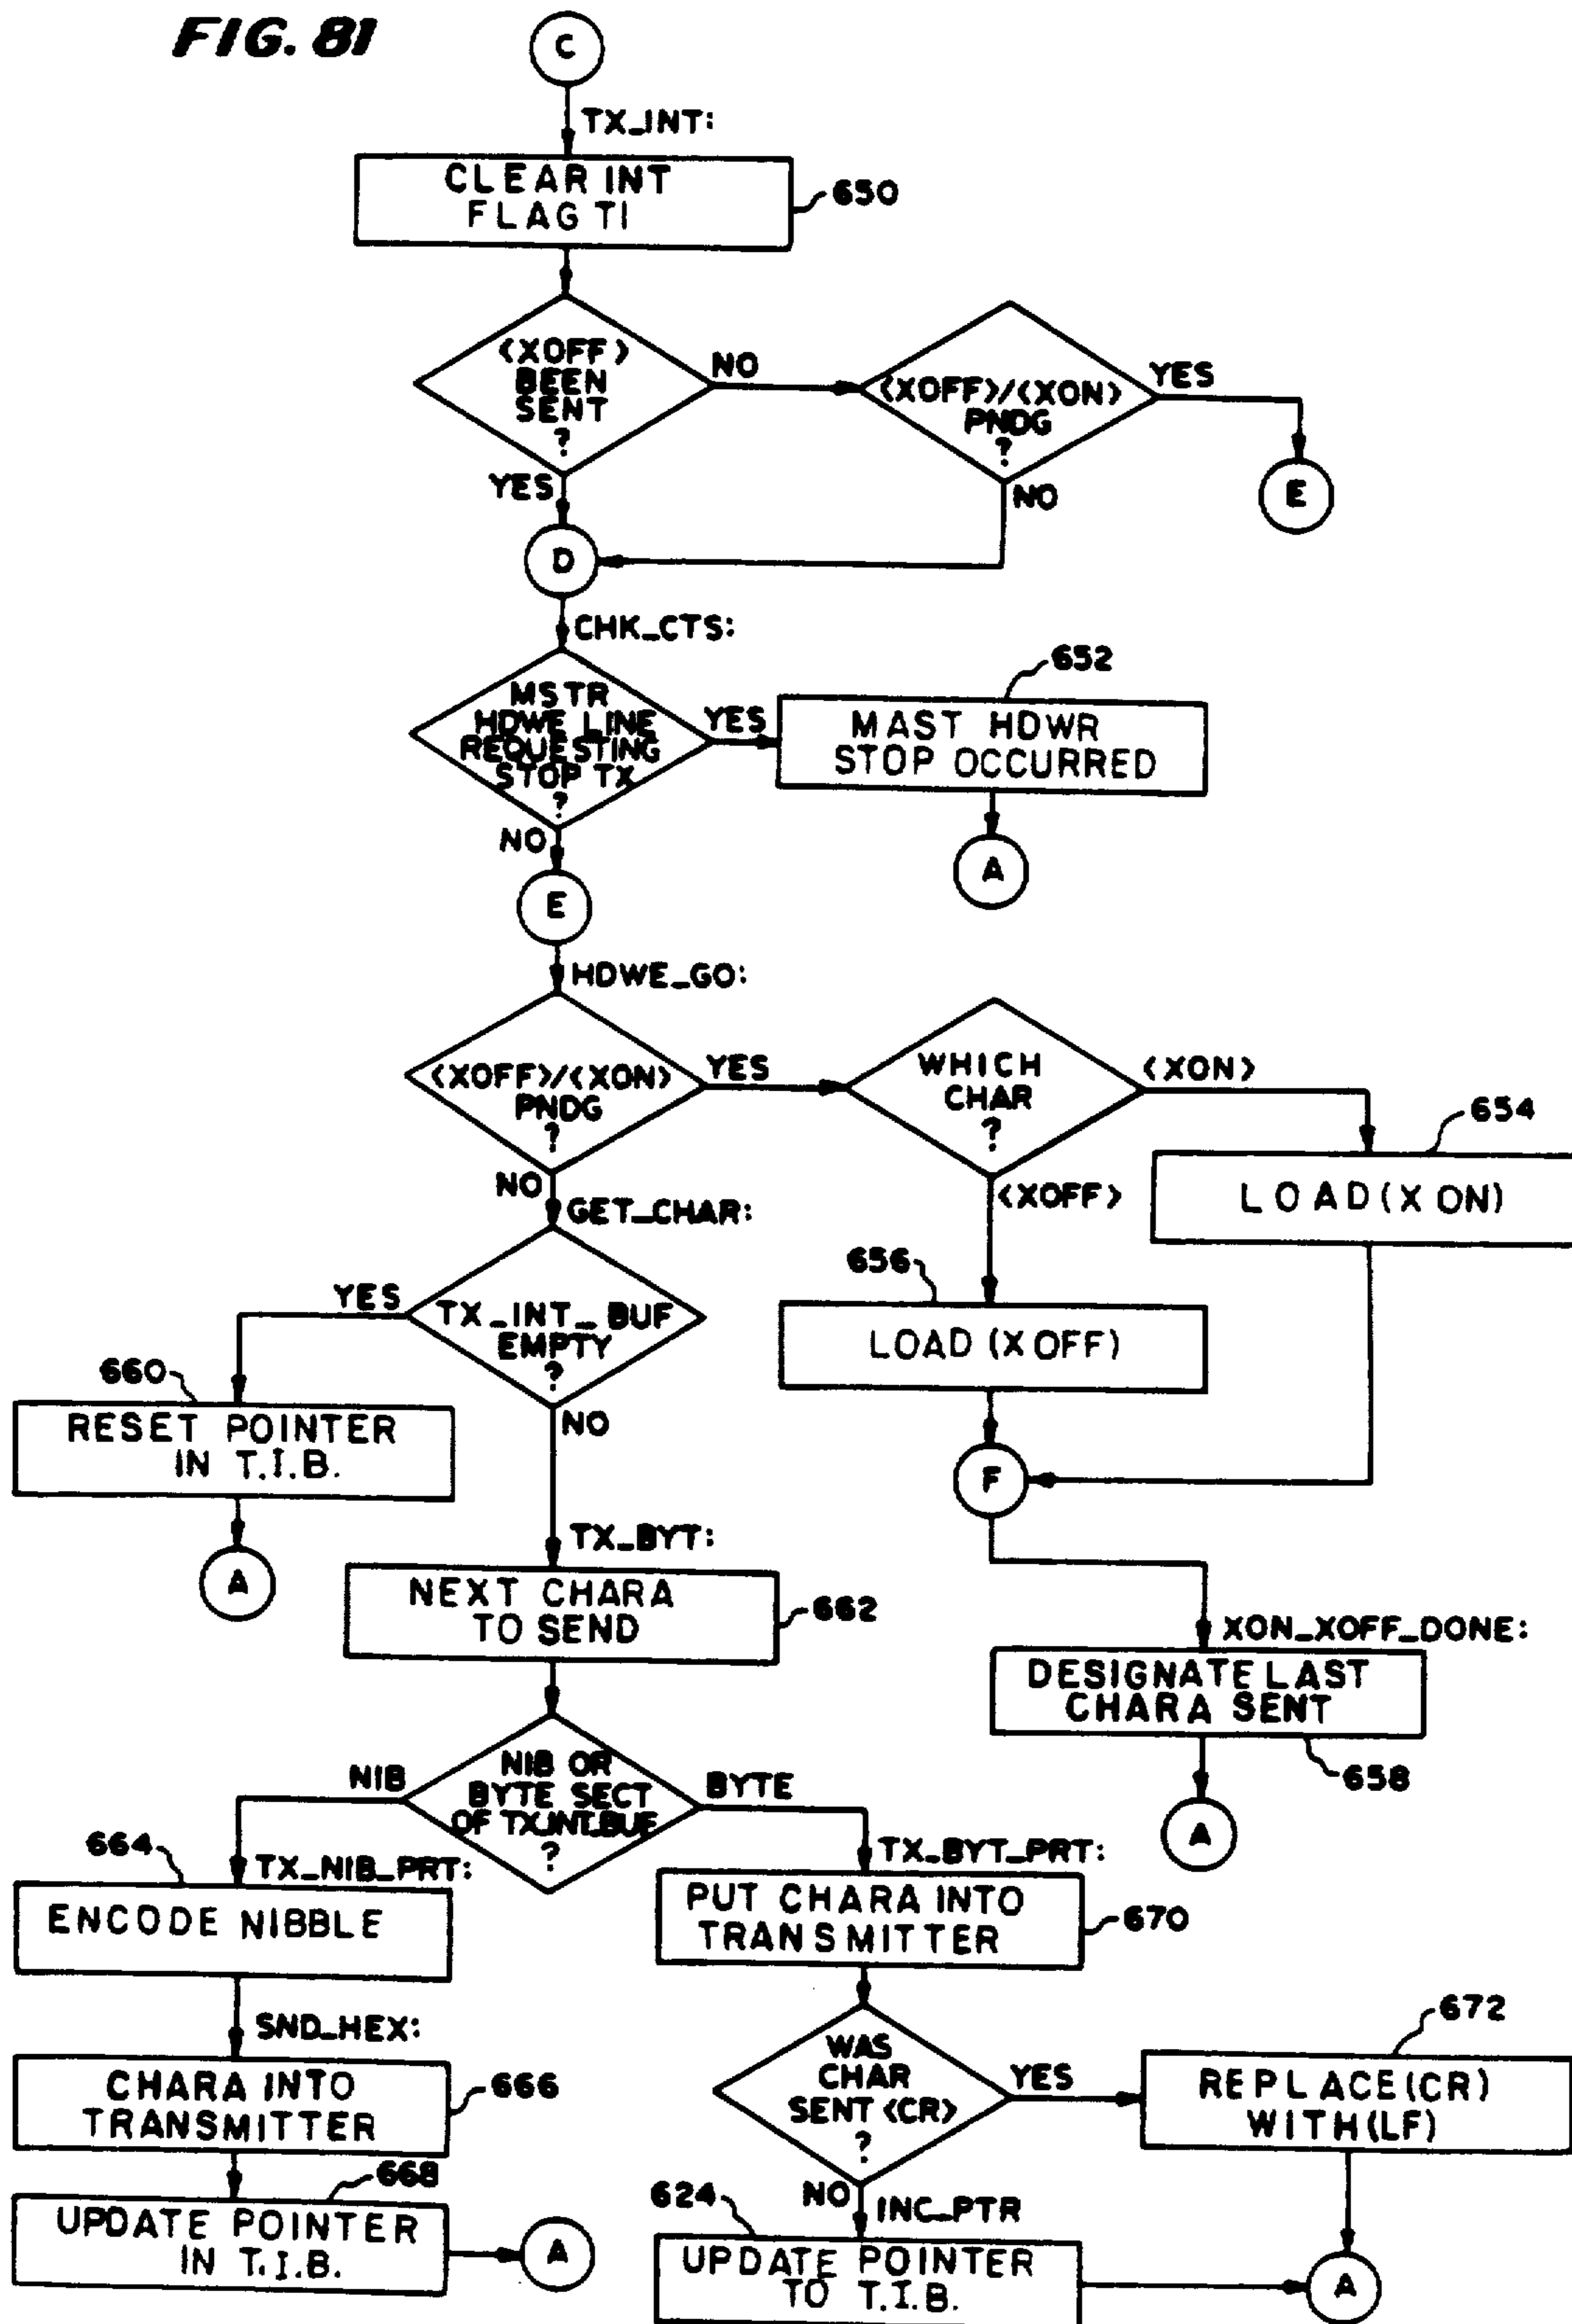 FIG. 81
C
TX_INT:
CLEAR INT
FLAG TI
650
<XOFF>
BEEN
SENT
?
NO
YES
<XOFF>/<XON>
PNDG
?
YES
NO
E
D
CHK_CTS:
MSTR
HDWE LINE
REQUESTING
STOP TX
?
YES
NO
652
MAST HDWR
STOP OCCURRED
A
E
HDWE_GO:
<XOFF>/<XON>
PNDG
?
YES
NO
WHICH
CHAR
?
<XON>
<XOFF>
654
LOAD (X ON)
GET_CHAR:
656
LOAD (X OFF)
TX_INT_BUF
EMPTY
?
YES
NO
660
RESET POINTER
IN T.I.B.
A
F
TX_BYT:
NEXT CHARA
TO SEND
662
XON_XOFF_DONE:
DESIGNATE LAST
CHARA SENT
658
A
NIB OR
BYTE SECT
OF TX_INT_BUF
?
NIB
BYTE
664
TX_NIB_PRT:
ENCODE NIBBLE
TX_BYT_PRT:
PUT CHARA INTO
TRANSMITTER
670
SND_HEX:
CHARA INTO
TRANSMITTER
666
WAS
CHAR
SENT <CR>
?
YES
NO
672
REPLACE (CR)
WITH (LF)
668
UPDATE POINTER
IN T.I.B.
A
624
INC_PTR
UPDATE POINTER
TO T.I.B.
A